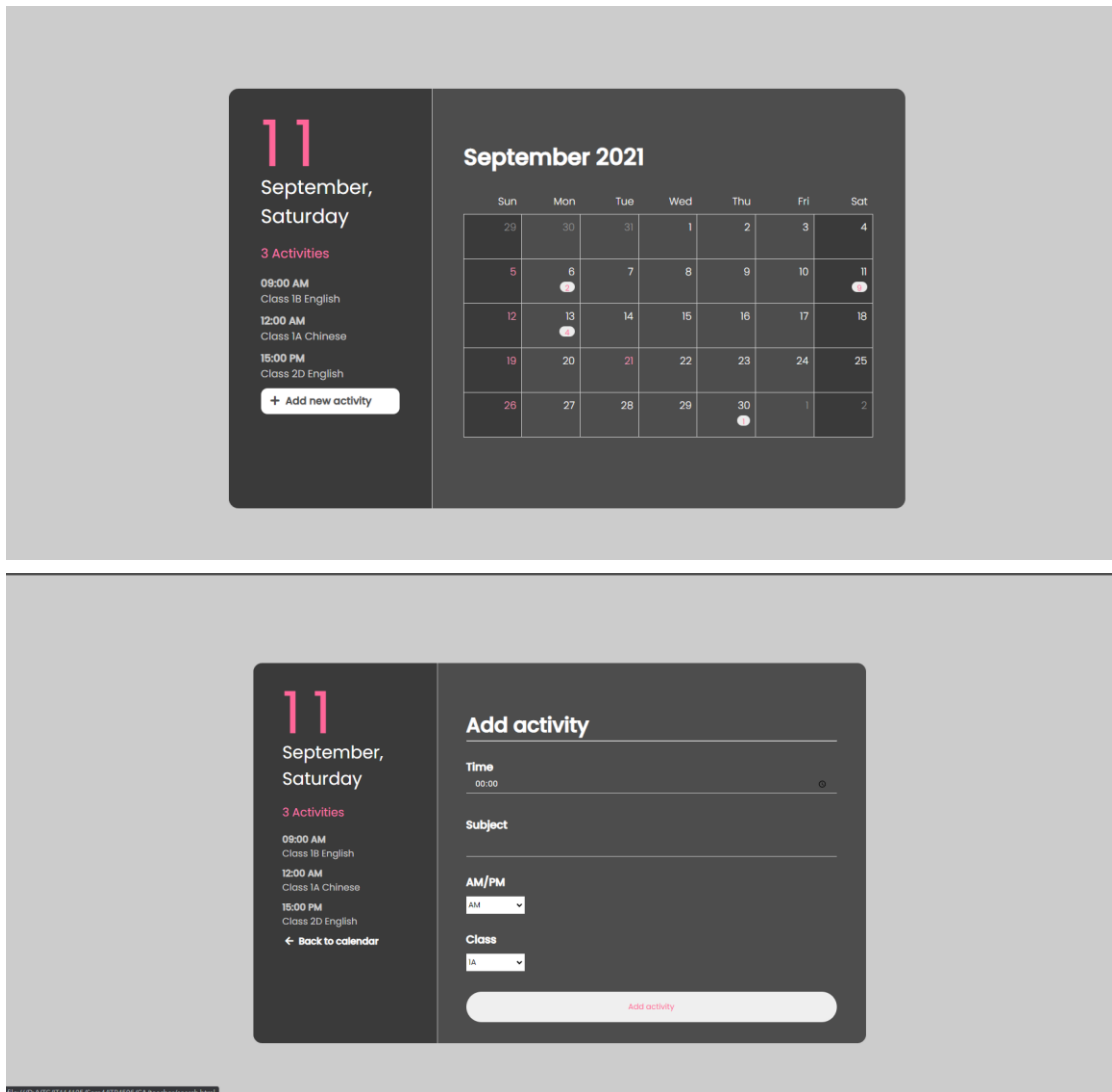 11
September,
Saturday
3 Activities
09:00 AM
Class 1B English
12:00 AM
Class 1A Chinese
15:00 PM
Class 2D English
+ Add new activity
September 2021
Sun Mon Tue Wed Thu Fri Sat
29 30 31 1 2 3 4
5 6 7 8 9 10 11
2 9
12 13 14 15 16 17 18
4
19 20 21 22 23 24 25
26 27 28 29 30 1 2
1
11
September,
Saturday
3 Activities
09:00 AM
Class 1B English
12:00 AM
Class 1A Chinese
15:00 PM
Class 2D English
← Back to calendar
Add activity
Time
00:00
Subject
AM/PM
AM
Class
1A
Add activity